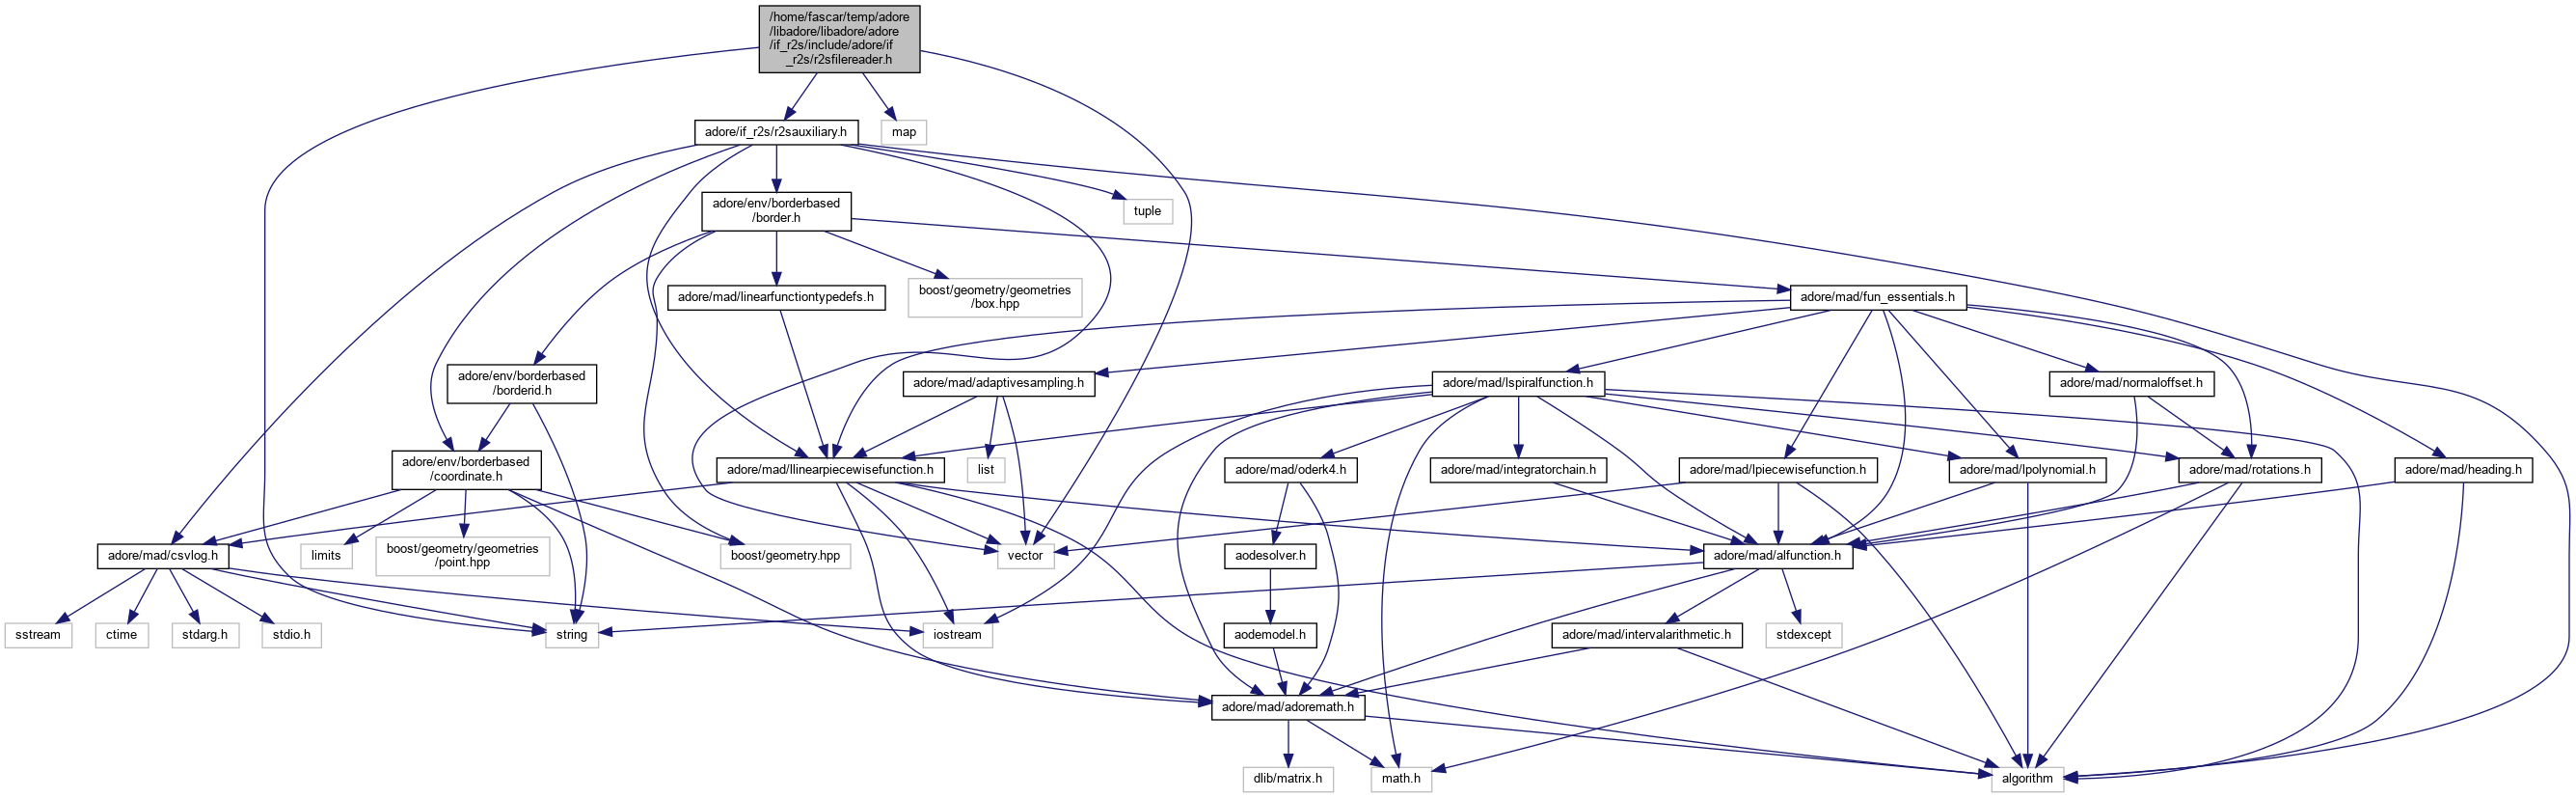 /home/fascar/temp/adore
/libadore/libadore/adore
/if_r2s/include/adore/if
_r2s/r2sfilereader.h
adore/if_r2s/r2sauxiliary.h
map
adore/env/borderbased
/border.h
tuple
adore/mad/linearfunctiontypedefs.h
boost/geometry/geometries
/box.hpp
adore/mad/fun_essentials.h
adore/env/borderbased
/borderid.h
adore/mad/adaptivesampling.h
adore/mad/lspiralfunction.h
adore/mad/normaloffset.h
adore/env/borderbased
/coordinate.h
adore/mad/llinearpiecewisefunction.h
list
adore/mad/oderk4.h
adore/mad/integratorchain.h
adore/mad/lpiecewisefunction.h
adore/mad/lpolynomial.h
adore/mad/rotations.h
adore/mad/heading.h
adore/mad/csvlog.h
limits
boost/geometry/geometries
/point.hpp
boost/geometry.hpp
vector
aodesolver.h
adore/mad/alfunction.h
sstream
ctime
stdarg.h
stdio.h
string
iostream
aodemodel.h
adore/mad/intervalarithmetic.h
stdexcept
adore/mad/adoremath.h
dlib/matrix.h
math.h
algorithm